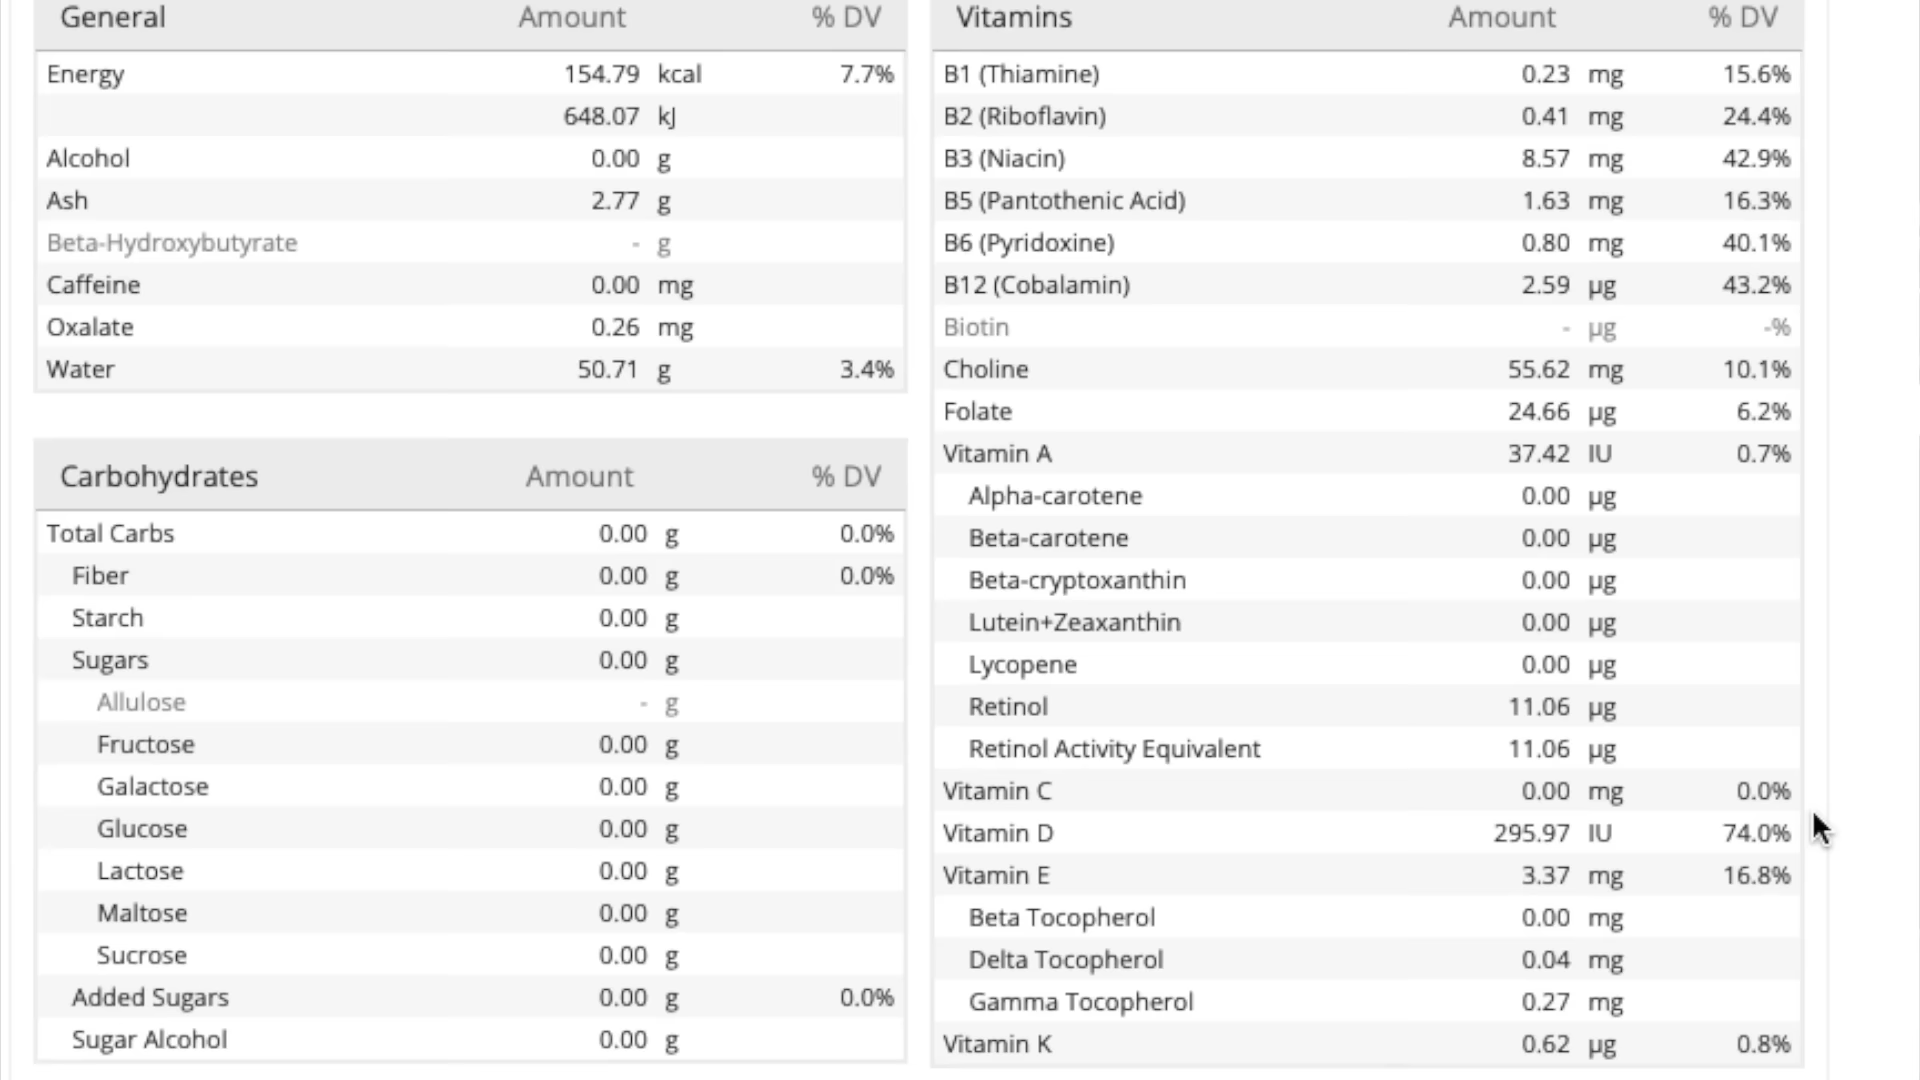 General Amount % DV
Energy 154.79 kcal 7.7%
648.07 kJ
Alcohol 0.00 g
Ash 2.77 g
Beta-Hydroxybutyrate - g
Caffeine 0.00 mg
Oxalate 0.26 mg
Water 50.71 g 3.4%
Carbohydrates Amount % DV
Total Carbs 0.00 g 0.0%
Fiber 0.00 g 0.0%
Starch 0.00 g
Sugars 0.00 g
Allulose - g
Fructose 0.00 g
Galactose 0.00 g
Glucose 0.00 g
Lactose 0.00 g
Maltose 0.00 g
Sucrose 0.00 g
Added Sugars 0.00 g 0.0%
Sugar Alcohol 0.00 g
Vitamins Amount % DV
B1 (Thiamine) 0.23 mg 15.6%
B2 (Riboflavin) 0.41 mg 24.4%
B3 (Niacin) 8.57 mg 42.9%
B5 (Pantothenic Acid) 1.63 mg 16.3%
B6 (Pyridoxine) 0.80 mg 40.1%
B12 (Cobalamin) 2.59 µg 43.2%
Biotin - µg -%
Choline 55.62 mg 10.1%
Folate 24.66 µg 6.2%
Vitamin A 37.42 IU 0.7%
Alpha-carotene 0.00 µg
Beta-carotene 0.00 µg
Beta-cryptoxanthin 0.00 µg
Lutein+Zeaxanthin 0.00 µg
Lycopene 0.00 µg
Retinol 11.06 µg
Retinol Activity Equivalent 11.06 µg
Vitamin C 0.00 mg 0.0%
Vitamin D 295.97 IU 74.0%
Vitamin E 3.37 mg 16.8%
Beta Tocopherol 0.00 mg
Delta Tocopherol 0.04 mg
Gamma Tocopherol 0.27 mg
Vitamin K 0.62 µg 0.8%